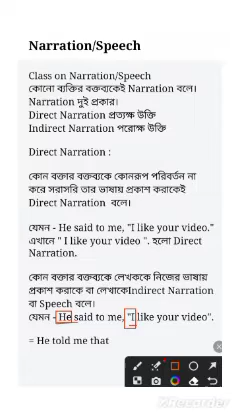 Narration/Speech
Class on Narration/Speech
কোনো ব্যক্তির বক্তব্যকেই Narration বলে।
Narration দুই প্রকার।
Direct Narration প্রত্যক্ষ উক্তি
Indirect Narration পরোক্ষ উক্তি
Direct Narration :
কোন বক্তার বক্তব্যকে কোনরূপ পরিবর্তন না
করে সরাসরি তার ভাষায় প্রকাশ করাকেই
Direct Narration বলে।
যেমন - He said to me, "I like your video."
এখানে " I like your video ". হলো Direct
Narration.
কোন বক্তার বক্তব্যকে লেখককে নিজের ভাষায়
প্রকাশ করাকে বা লেখাকেIndirect Narration
বা Speech বলে।
যেমন - He said to me, "I like your video".
= He told me that
XRecorder